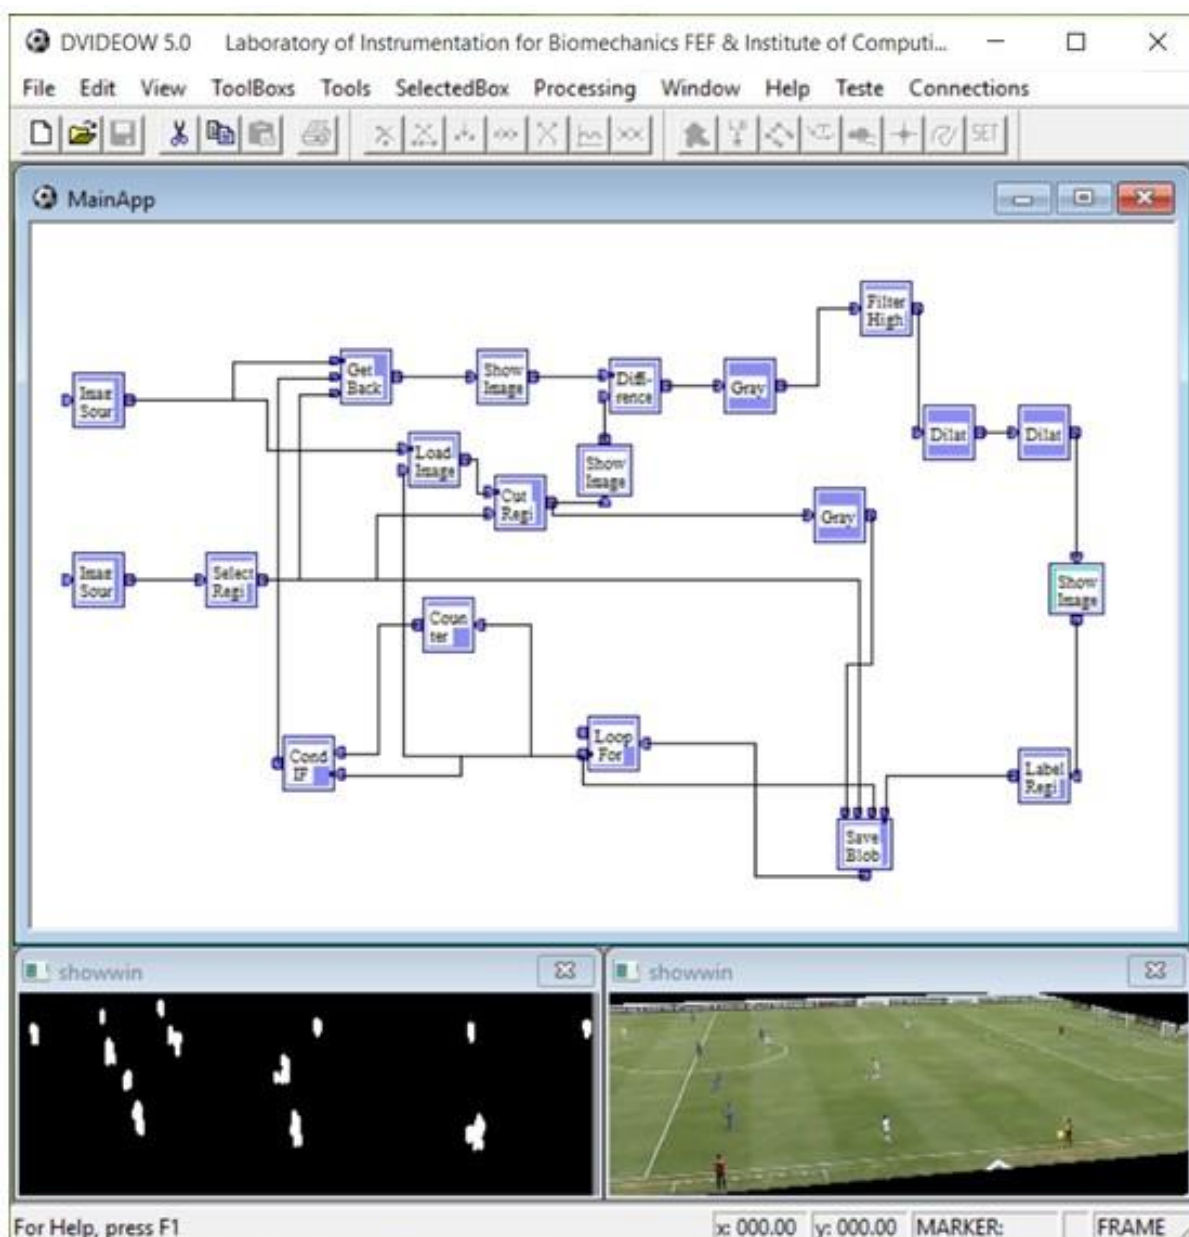 DVIDEOW 5.0 Laboratory of Instrumentation for Biomechanics FEF & Institute of Computi...
File Edit View ToolBoxs Tools SelectedBox Processing Window Help Teste Connections
SET
MainApp
Filter
High
Get
Back
Show
Image
Diffi-
rence
Gray
Imag
Sour
Dilat
Dilat
Load
Image
Show
Image
Cut
Regi
Gray
Imag
Sour
Select
Regi
Show
Image
Coun
ter
Loop
For
Cond
IF
Label
Regi
Save
Blob
showwin
showwin
For Help, press F1
x: 000.00 y: 000.00 MARKER: FRAME